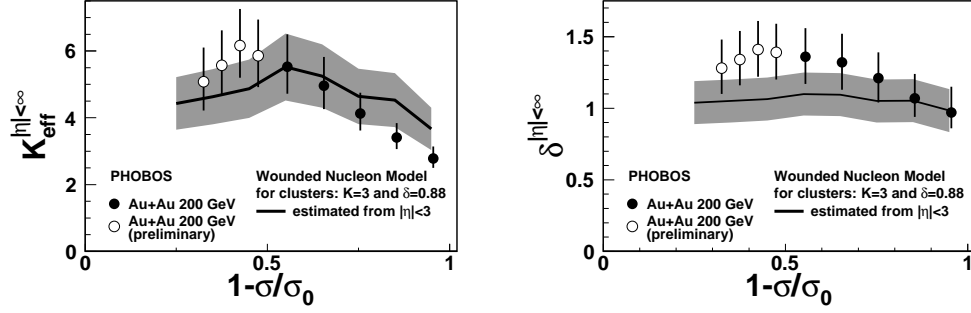 K_eff^|η|<∞
6
4
2
0
PHOBOS
Au+Au 200 GeV
Au+Au 200 GeV
(preliminary)
Wounded Nucleon Model
for clusters: K=3 and δ=0.88
estimated from |η|<3
0 0.5 1
1-σ/σ₀
δ^|η|<∞
1.5
1
0.5
0
PHOBOS
Au+Au 200 GeV
Au+Au 200 GeV
(preliminary)
Wounded Nucleon Model
for clusters: K=3 and δ=0.88
estimated from |η|<3
0 0.5 1
1-σ/σ₀